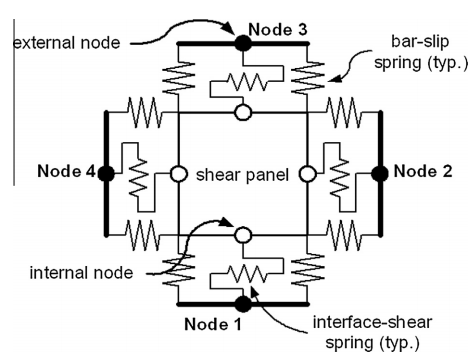 Node 3
external node
bar-slip
spring (typ.)
Node 4
shear panel
Node 2
internal node
Node 1
interface-shear
spring (typ.)